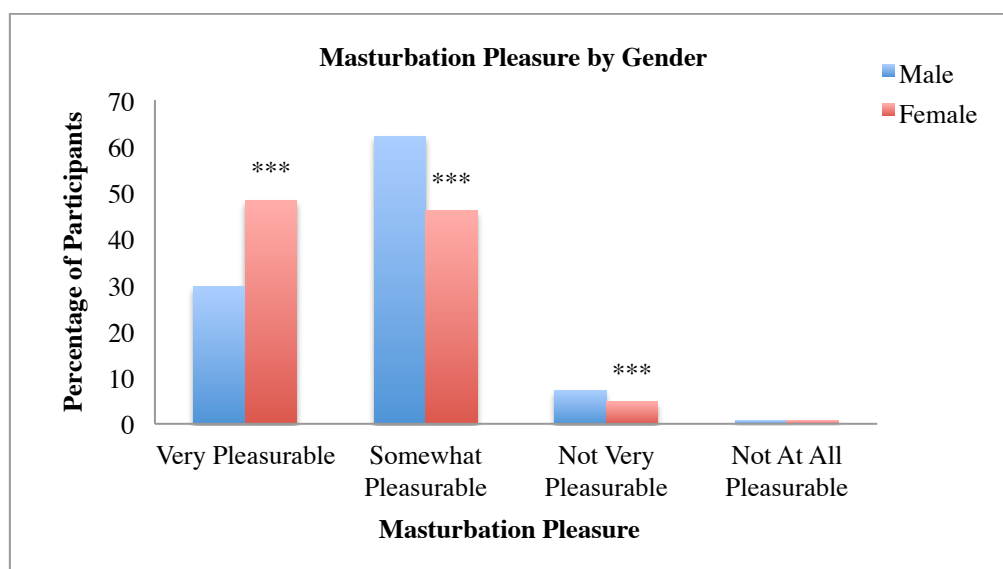 Masturbation Pleasure by Gender
Male
Female
Percentage of Participants
70
60
50
40
30
20
10
0
***
***
***
Very Pleasurable
Somewhat
Pleasurable
Not Very
Pleasurable
Not At All
Pleasurable
Masturbation Pleasure